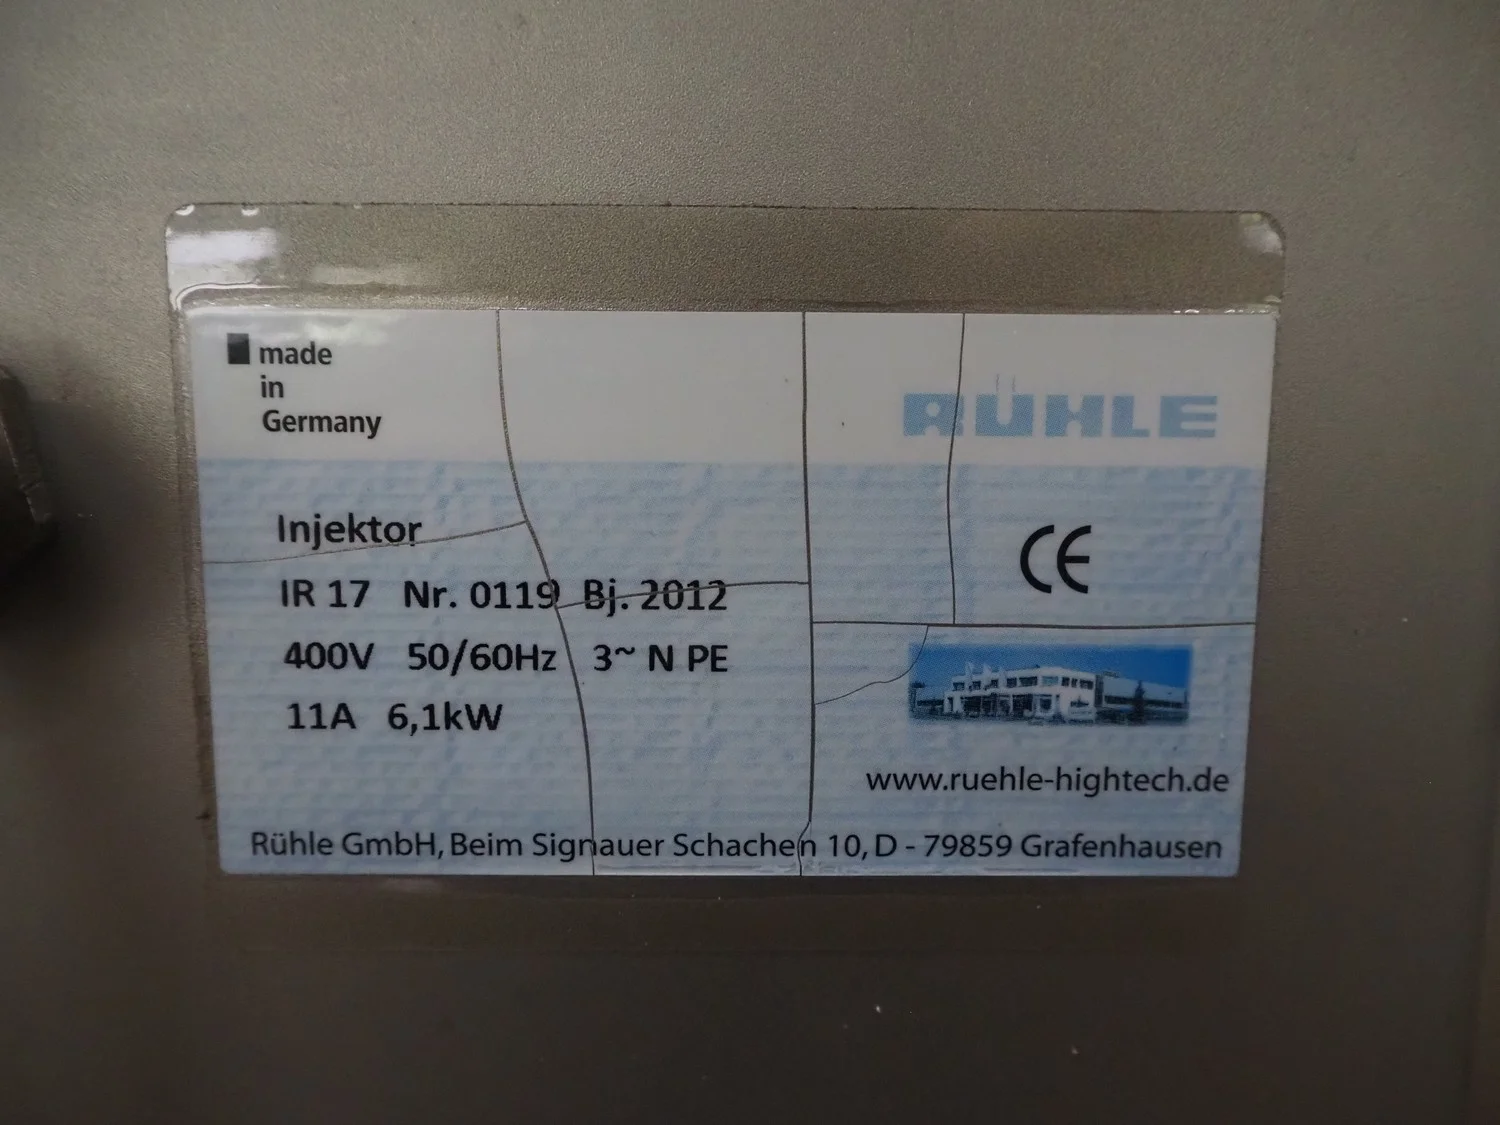 made
in
Germany
RÜHLE
Injektor
CE
IR 17 Nr. 0119 Bj. 2012
400V 50/60Hz 3~ N PE
11A 6,1kW
www.ruehle-hightech.de
Rühle GmbH, Beim Signauer Schachen 10, D - 79859 Grafenhausen